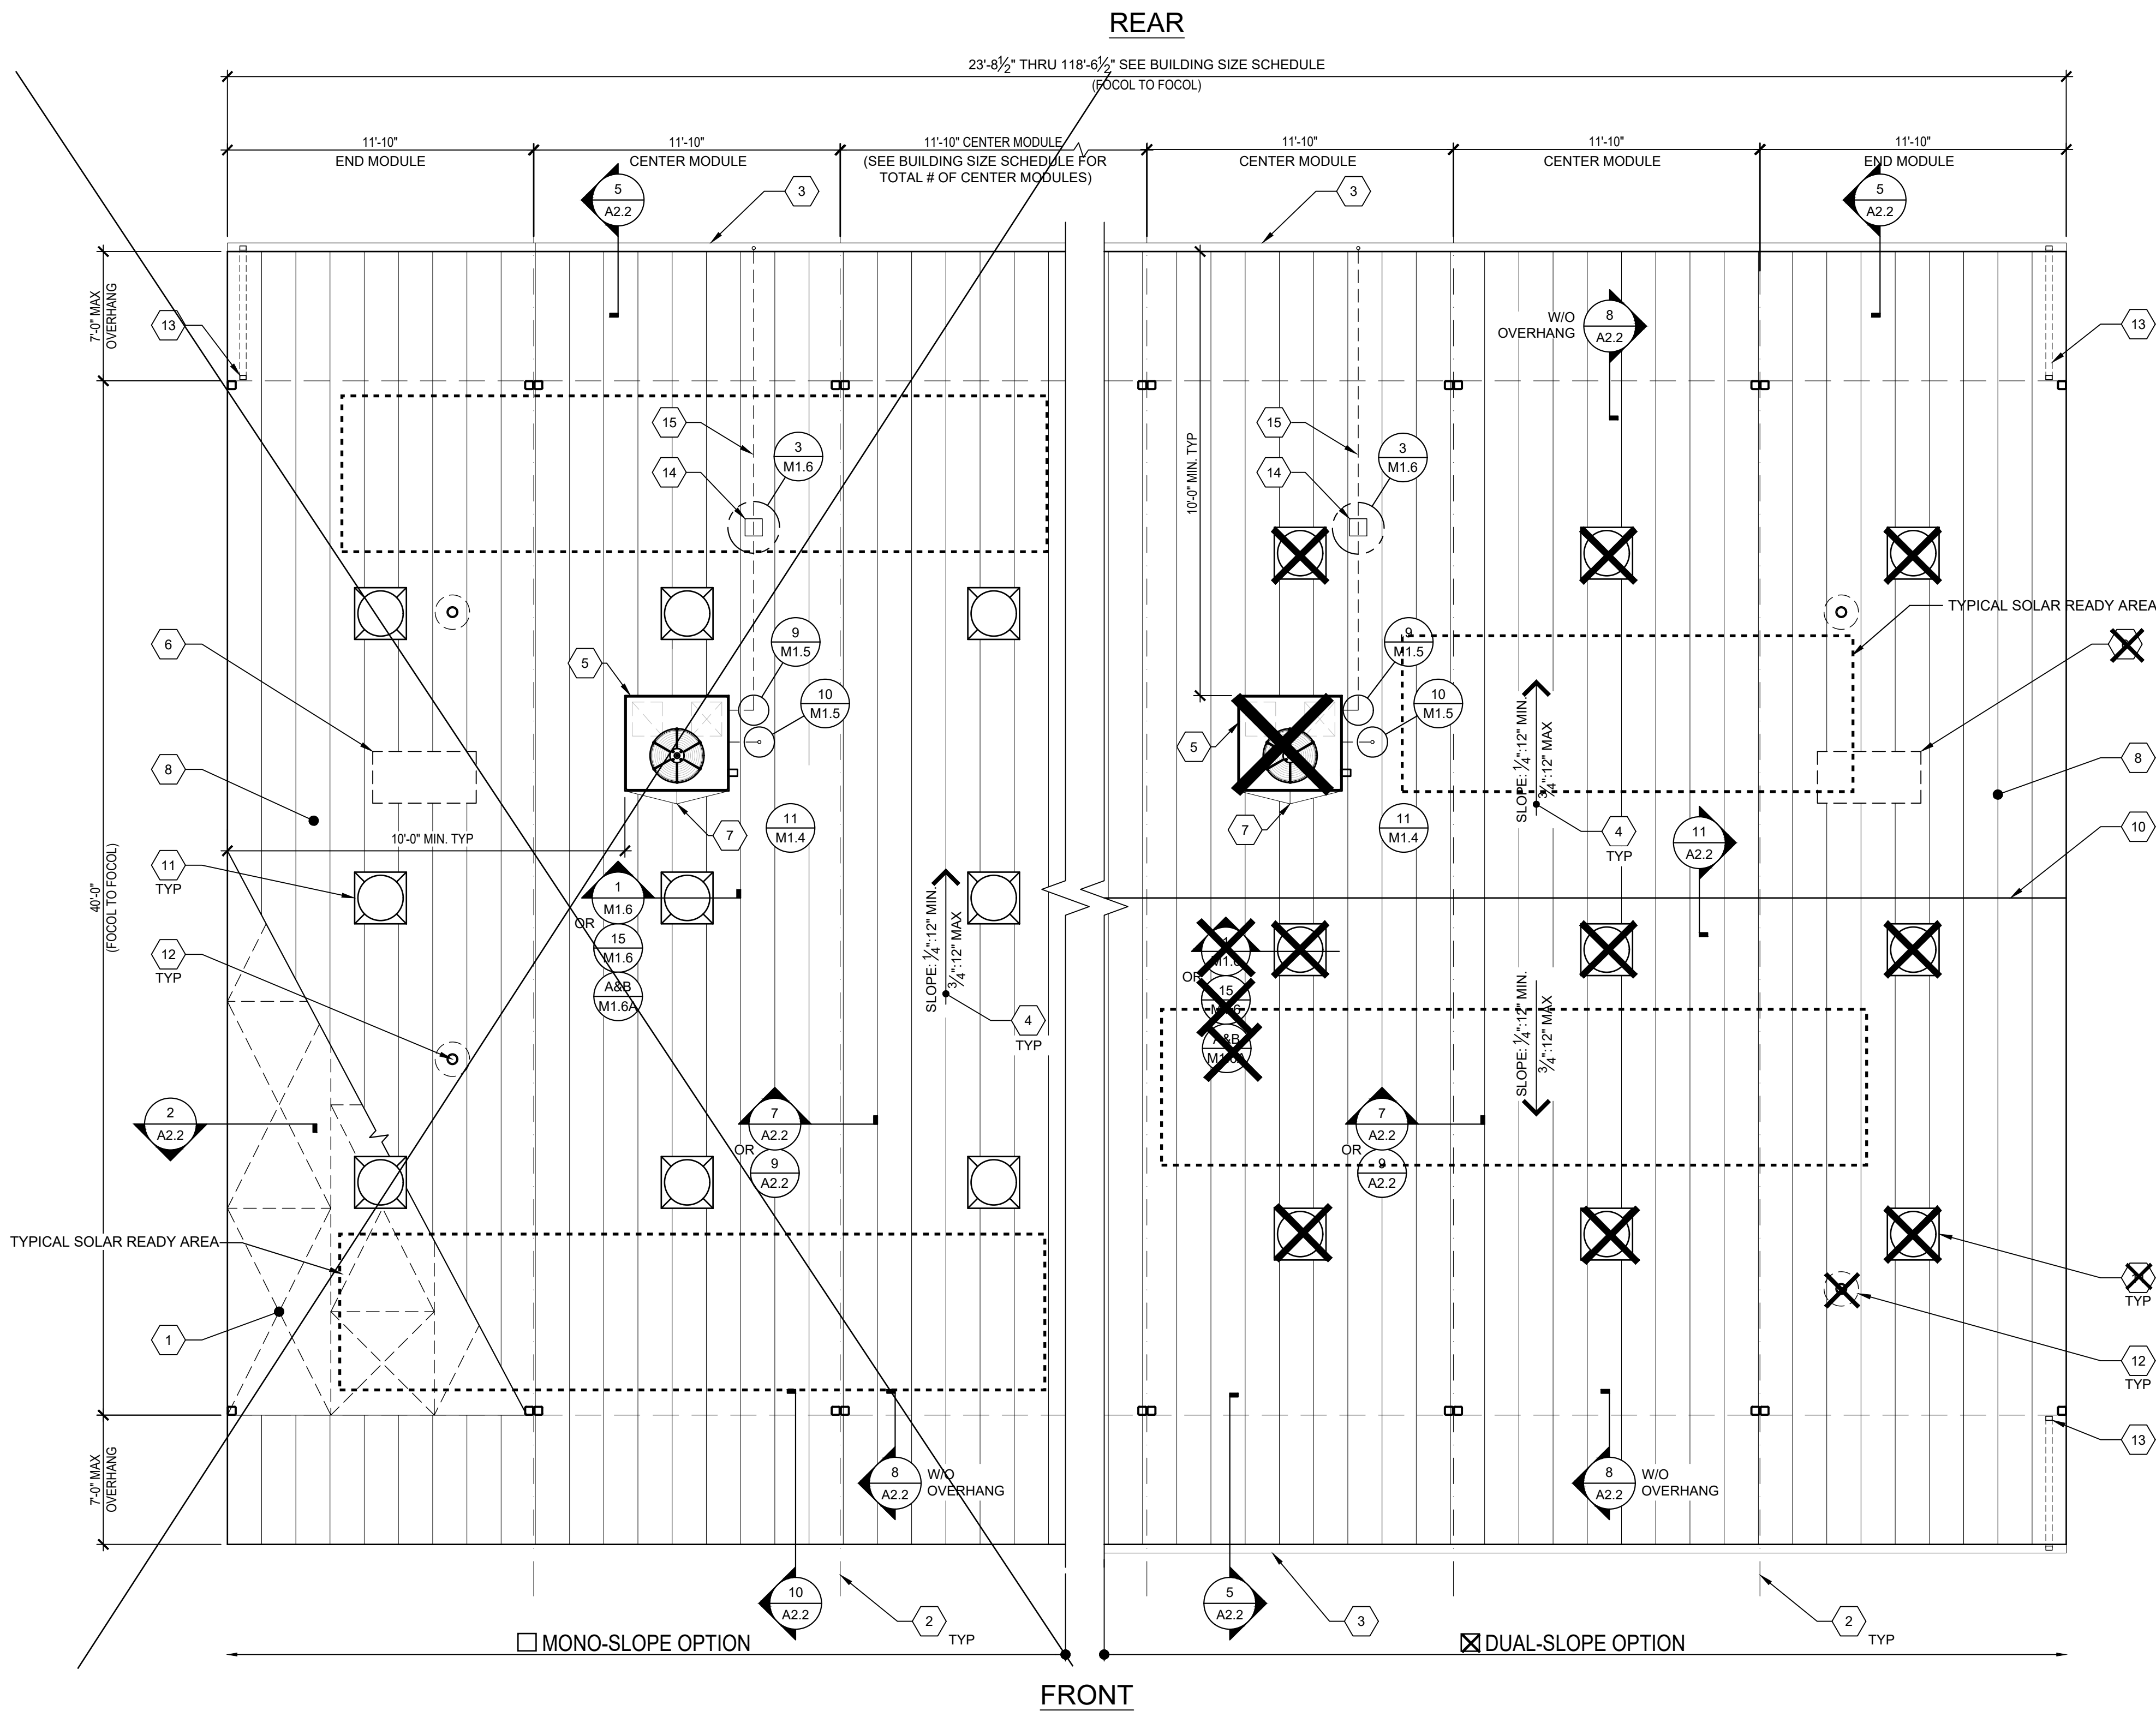 REAR
23'-8½" THRU 118'-6½" SEE BUILDING SIZE SCHEDULE
(FOCOL TO FOCOL)
11'-10"
END MODULE
11'-10"
CENTER MODULE
11'-10" CENTER MODULE
(SEE BUILDING SIZE SCHEDULE FOR
TOTAL # OF CENTER MODULES)
11'-10"
CENTER MODULE
11'-10"
CENTER MODULE
11'-10"
END MODULE
5
A2.2
3
3
5
A2.2
7'-0" MAX
OVERHANG
13
W/O
OVERHANG
8
A2.2
13
15
3
M1.6
14
10'-0" MIN. TYP
15
3
M1.6
14
TYPICAL SOLAR READY AREA
6
5
9
M1.5
10
M1.5
9
M1.5
10
M1.5
5
SLOPE: ¼":12" MIN.
¾":12" MAX
8
8
7
11
M1.4
7
11
M1.4
4
TYP
11
A2.2
10
10'-0" MIN. TYP
40'-0"
(FOCOL TO FOCOL)
11
TYP
12
TYP
1
M1.6
OR
15
M1.6
A&B
M1.6A
SLOPE: ¼":12" MIN.
¾":12" MAX
4
TYP
OR
15
A&B
SLOPE: ¼":12" MIN.
¾":12" MAX
2
A2.2
7
A2.2
OR
9
A2.2
7
A2.2
OR
9
A2.2
TYPICAL SOLAR READY AREA
1
TYP
12
TYP
13
7'-0" MAX
OVERHANG
8
A2.2
W/O
OVERHANG
8
A2.2
W/O
OVERHANG
10
A2.2
2
TYP
5
A2.2
3
2
TYP
MONO-SLOPE OPTION
DUAL-SLOPE OPTION
FRONT